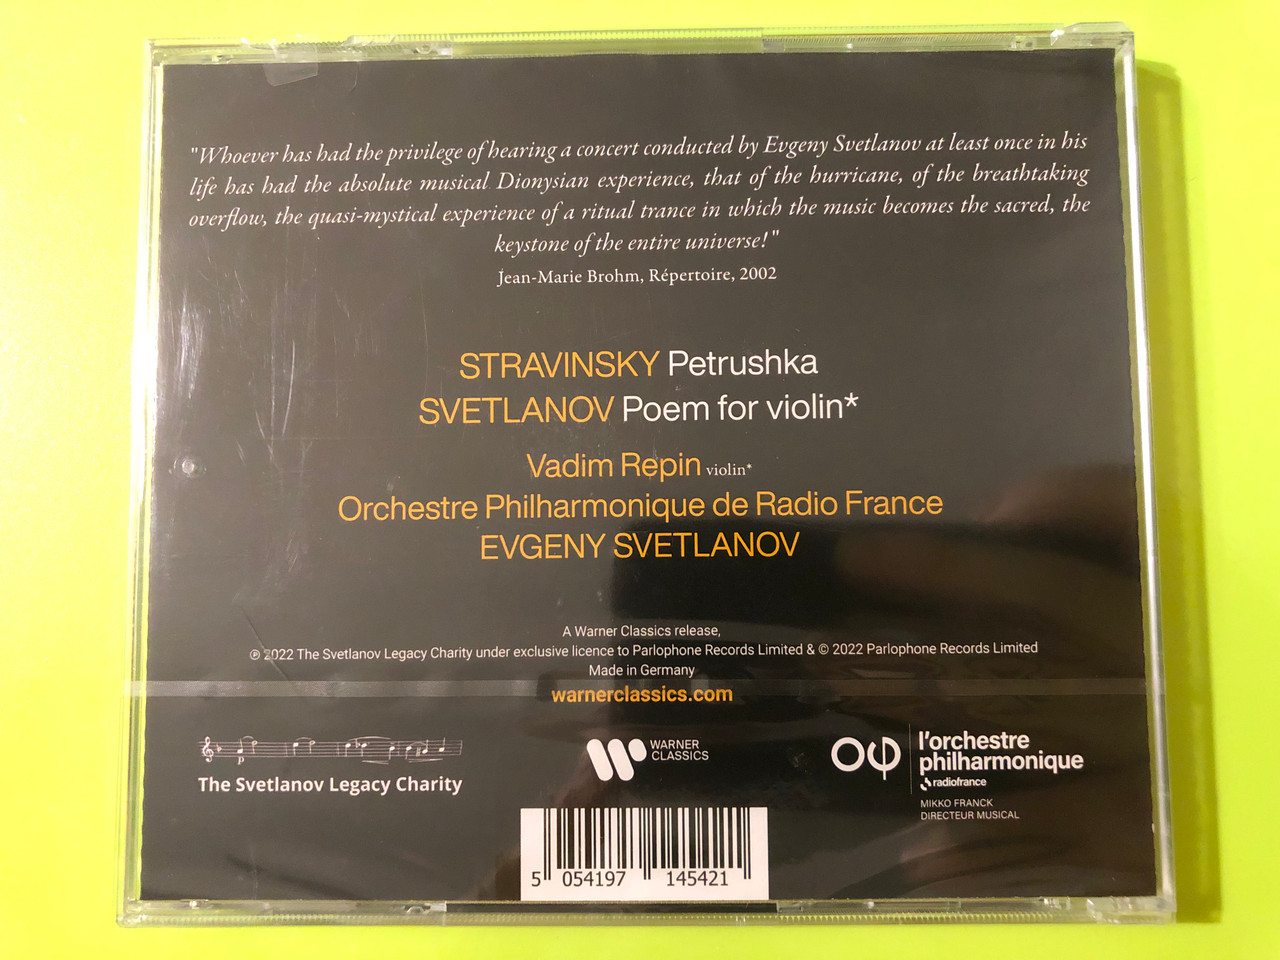 "Whoever has had the privilege of hearing a concert conducted by Evgeny Svetlanov at least once in his
life has had the absolute musical Dionysian experience, that of the hurricane, of the breathtaking
overflow, the quasi-mystical experience of a ritual trance in which the music becomes the sacred, the
keystone of the entire universe!"
Jean-Marie Brohm, Répertoire, 2002
STRAVINSKY Petrushka
SVETLANOV Poem for violin*
Vadim Repin violin*
Orchestre Philharmonique de Radio France
EVGENY SVETLANOV
A Warner Classics release,
℗ 2022 The Svetlanov Legacy Charity under exclusive licence to Parlophone Records Limited & © 2022 Parlophone Records Limited
Made in Germany
warnerclassics.com
The Svetlanov Legacy Charity
WARNER
CLASSICS
l'orchestre
philharmonique
radiofrance
MIKKO FRANCK
DIRECTEUR MUSICAL
5 054197 145421